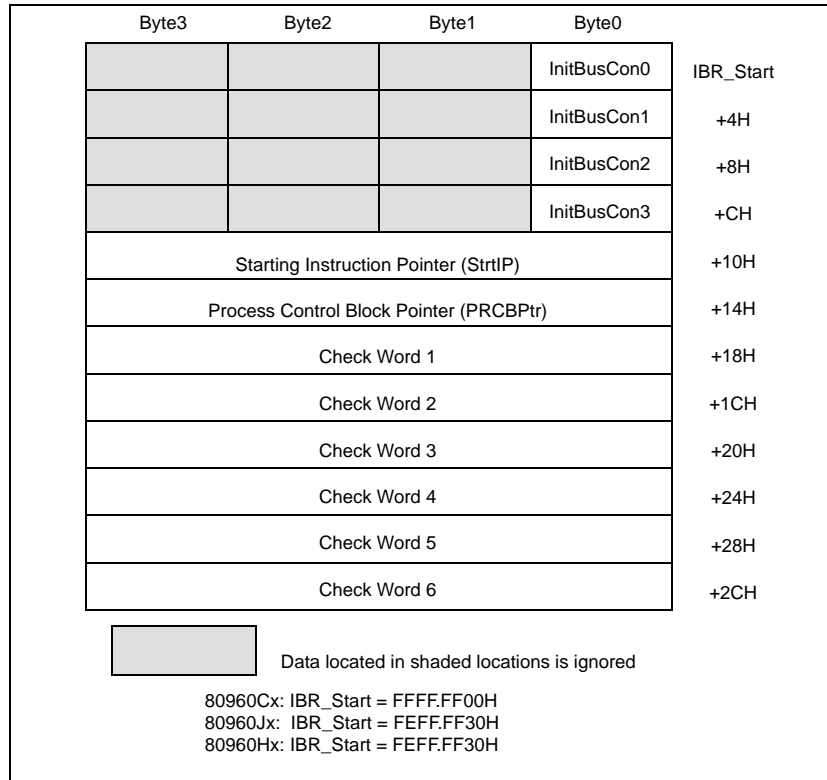 Byte3 Byte2 Byte1 Byte0
InitBusCon0 IBR_Start
InitBusCon1 +4H
InitBusCon2 +8H
InitBusCon3 +CH
Starting Instruction Pointer (StrtIP) +10H
Process Control Block Pointer (PRCBPtr) +14H
Check Word 1 +18H
Check Word 2 +1CH
Check Word 3 +20H
Check Word 4 +24H
Check Word 5 +28H
Check Word 6 +2CH
Data located in shaded locations is ignored
80960Cx: IBR_Start = FFFF.FF00H
80960Jx: IBR_Start = FEFF.FF30H
80960Hx: IBR_Start = FEFF.FF30H